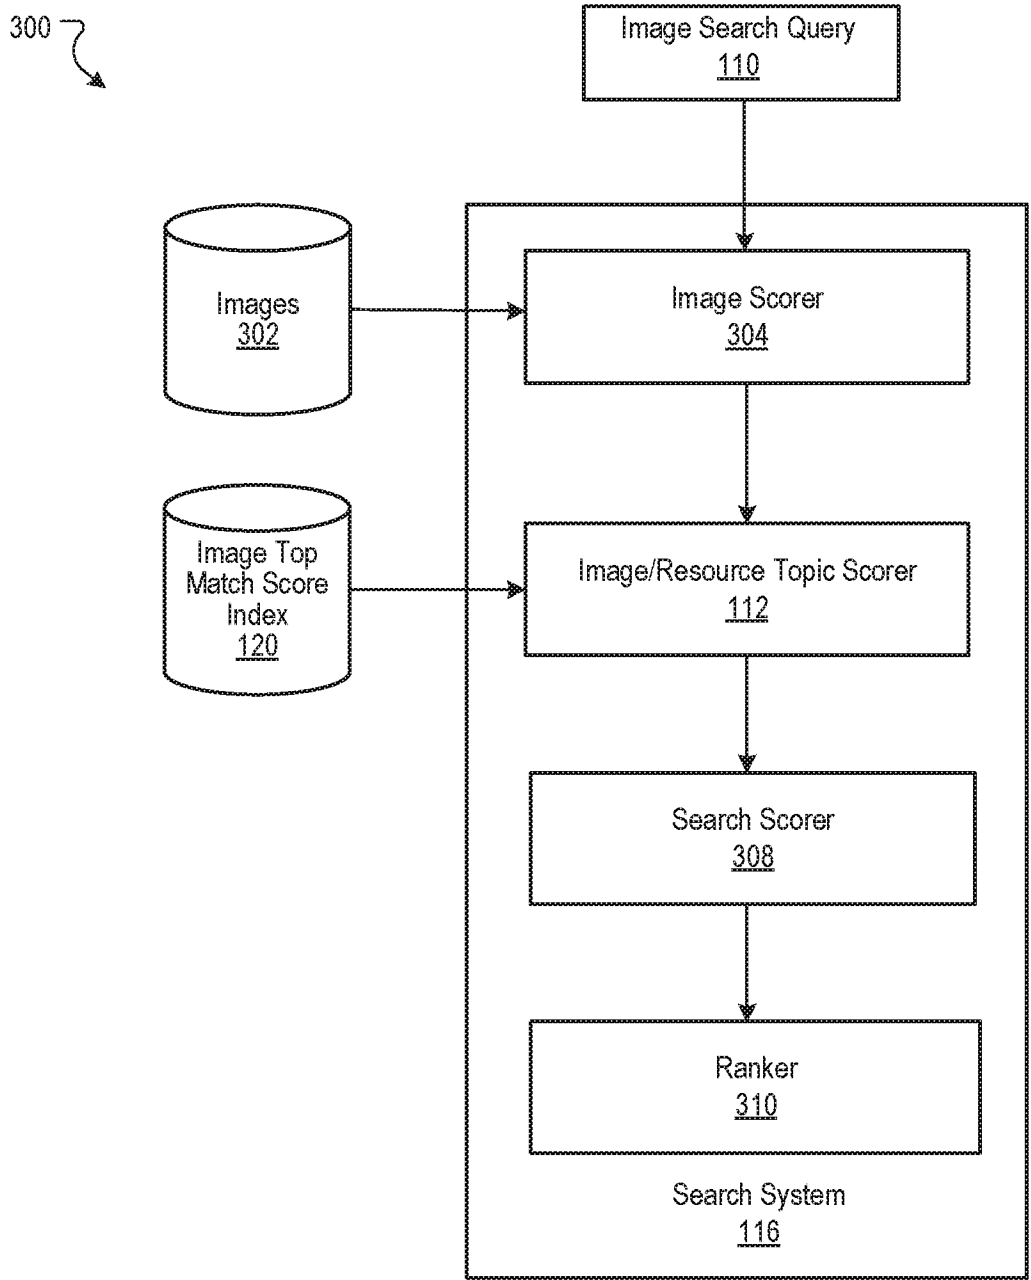 300
Image Search Query
110
Images
302
Image Scorer
304
Image Top
Match Score
Index
120
Image/Resource Topic Scorer
112
Search Scorer
308
Ranker
310
Search System
116